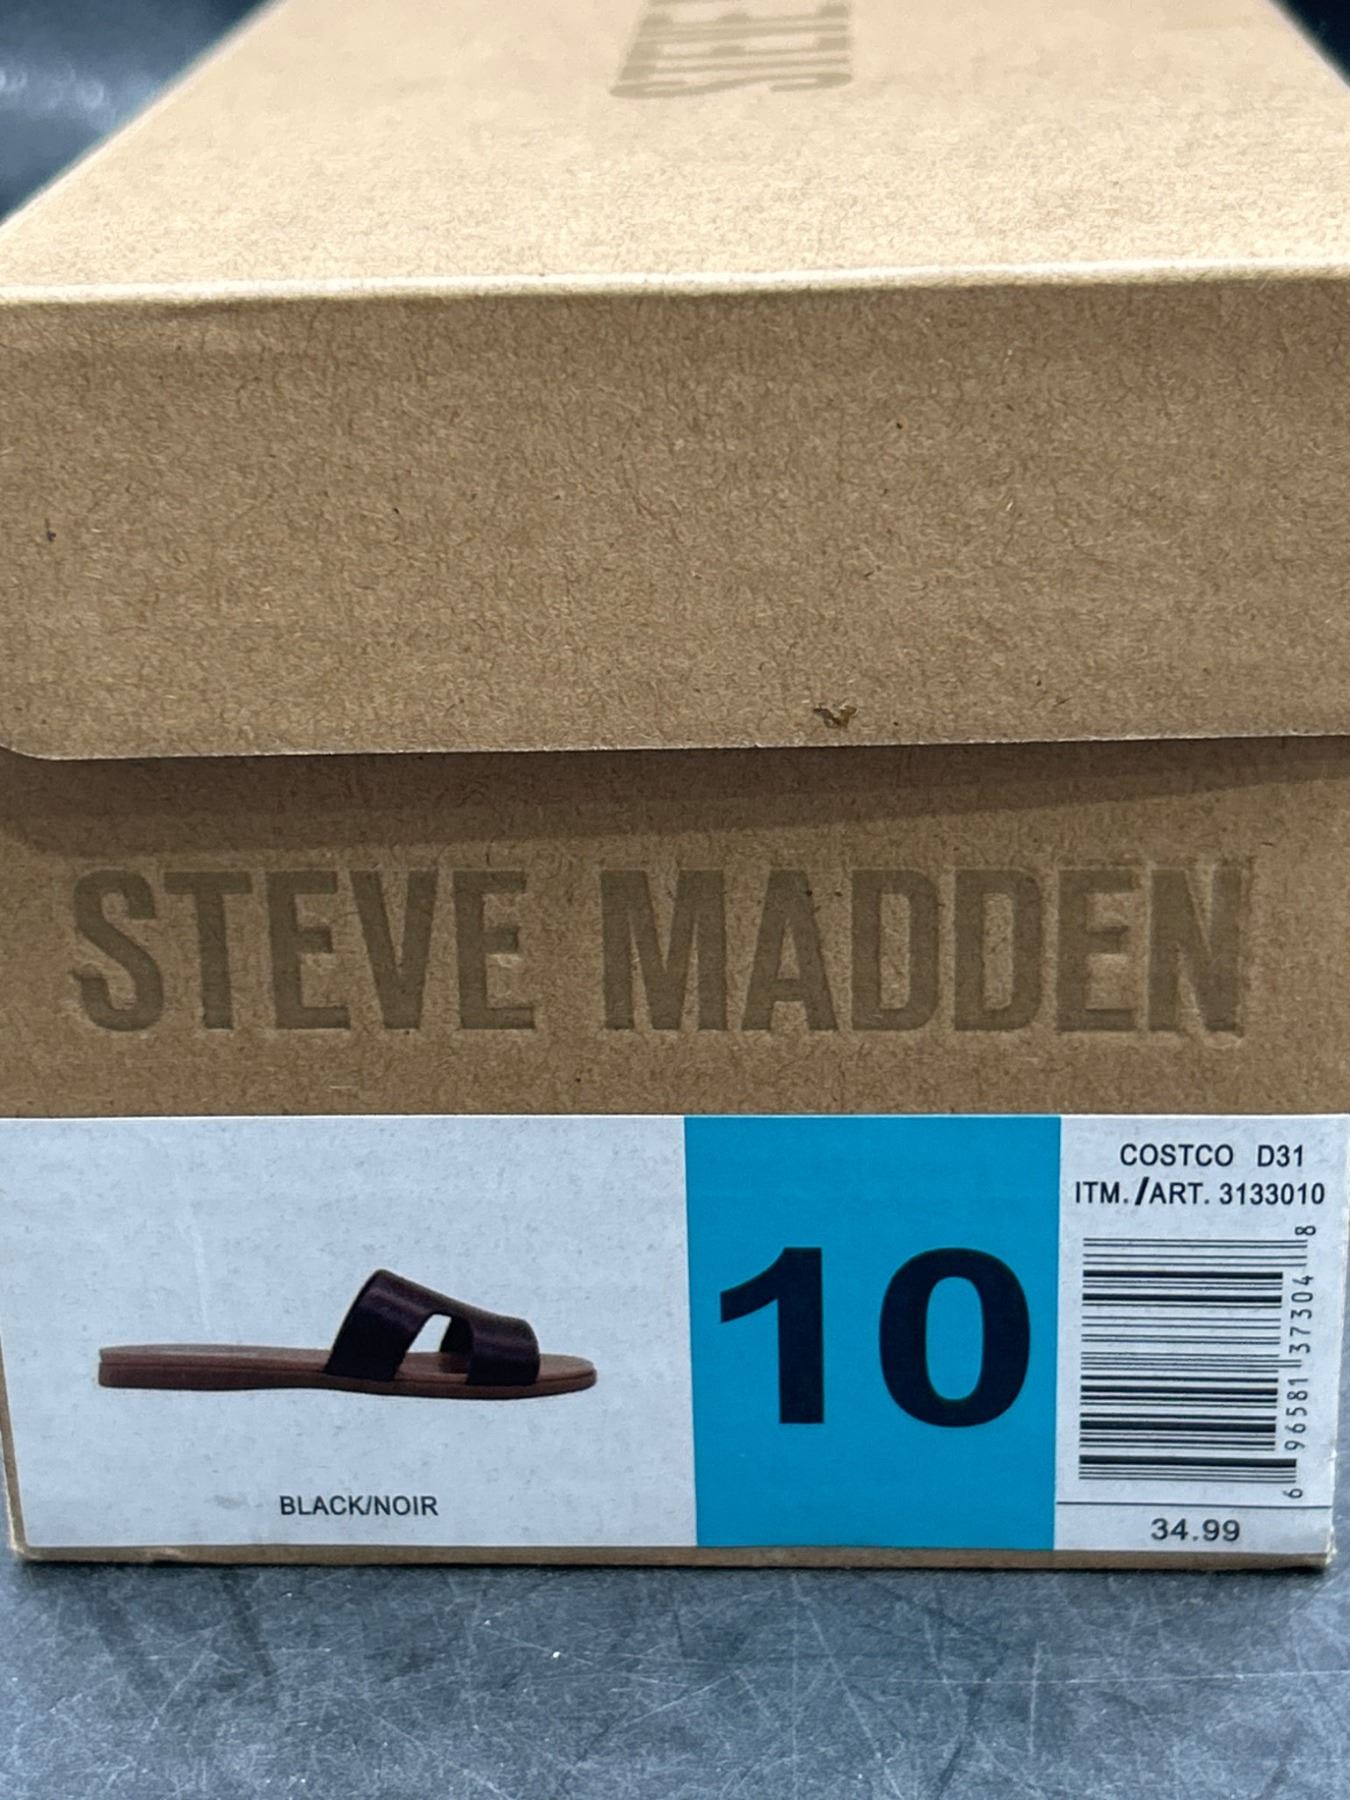 STEVE MADDEN
BLACK/NOIR
10
COSTCO D31
ITM./ART. 3133010
6 96581 37304 8
34.99